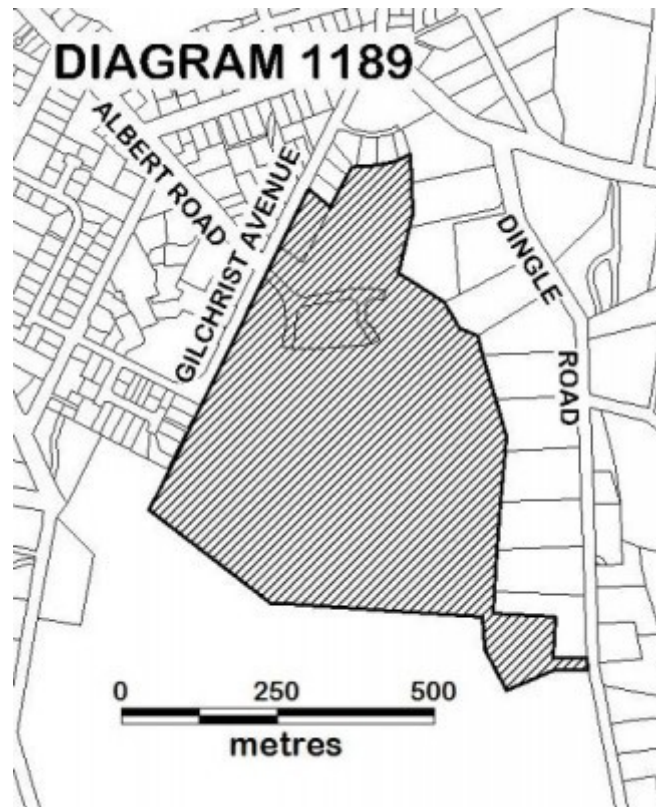 DIAGRAM 1189
ALBERT ROAD
GILCHRIST AVENUE
DINGLE
ROAD
0 250 500
metres